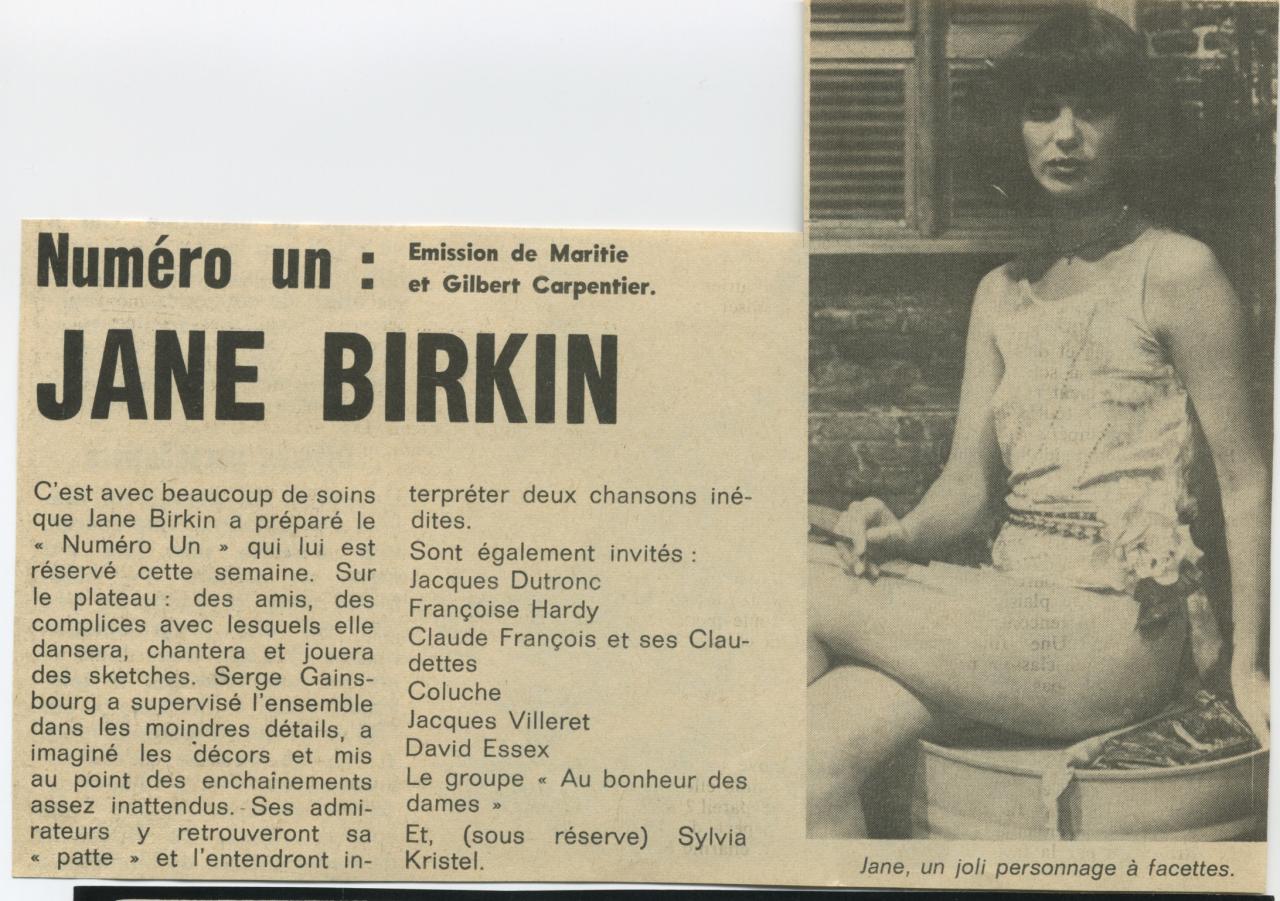 Numéro un :
Emission de Maritie
et Gilbert Carpentier.
JANE BIRKIN
C'est avec beaucoup de soins
que Jane Birkin a préparé le
« Numéro Un » qui lui est
réservé cette semaine. Sur
le plateau : des amis, des
complices avec lesquels elle
dansera, chantera et jouera
des sketches. Serge Gains-
bourg a supervisé l'ensemble
dans les moindres détails, a
imaginé les décors et mis
au point des enchaînements
assez inattendus. Ses admi-
rateurs y retrouveront sa
« patte » et l'entendront in-
terpréter deux chansons iné-
dites.
Sont également invités :
Jacques Dutronc
Françoise Hardy
Claude François et ses Clau-
dettes
Coluche
Jacques Villeret
David Essex
Le groupe « Au bonheur des
dames »
Et, (sous réserve) Sylvia
Kristel.
Jane, un joli personnage à facettes.